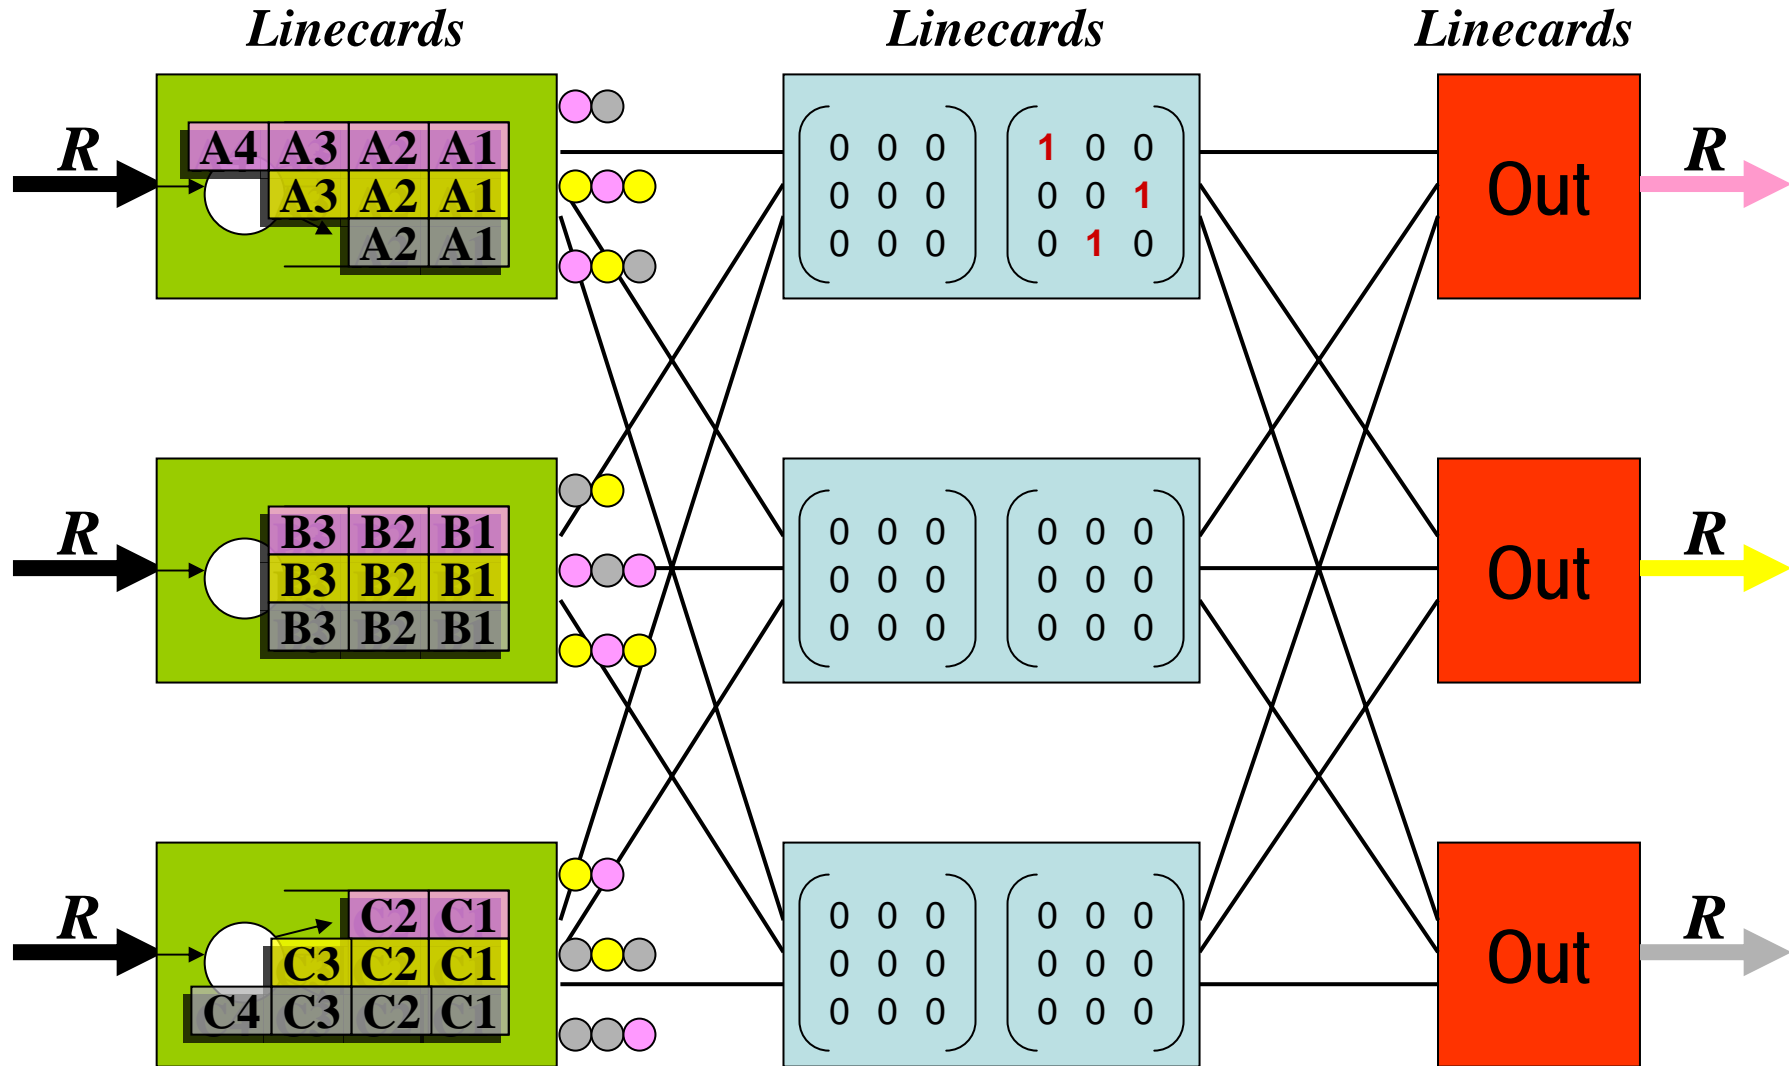 Linecards Linecards Linecards
R
A4 A3 A2 A1
A3 A2 A1
A2 A1
0 0 0 1 0 0
0 0 0 0 0 1
0 0 0 0 1 0
Out
R
R
B3 B2 B1
B3 B2 B1
B3 B2 B1
0 0 0 0 0 0
0 0 0 0 0 0
0 0 0 0 0 0
Out
R
R
C2 C1
C3 C2 C1
C4 C3 C2 C1
0 0 0 0 0 0
0 0 0 0 0 0
0 0 0 0 0 0
Out
R